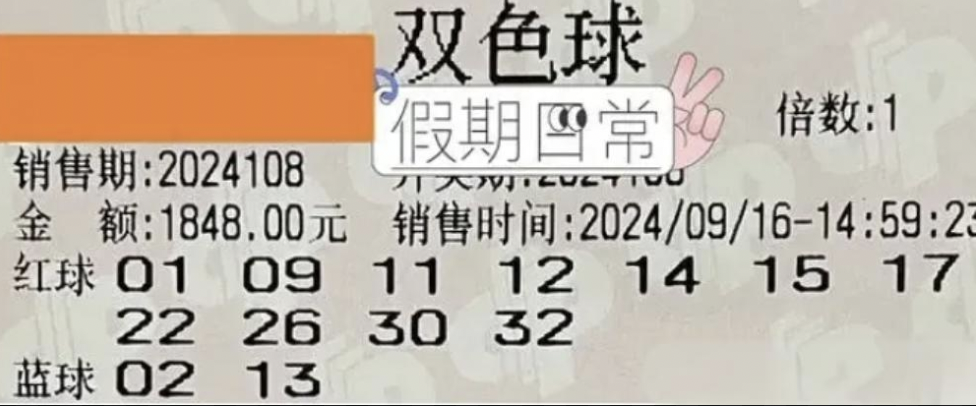 双色球
假期日常
倍数:1
销售期:2024108
金 额:1848.00元 销售时间:2024/09/16-14:59:23
红球 01 09 11 12 14 15 17
22 26 30 32
蓝球 02 13